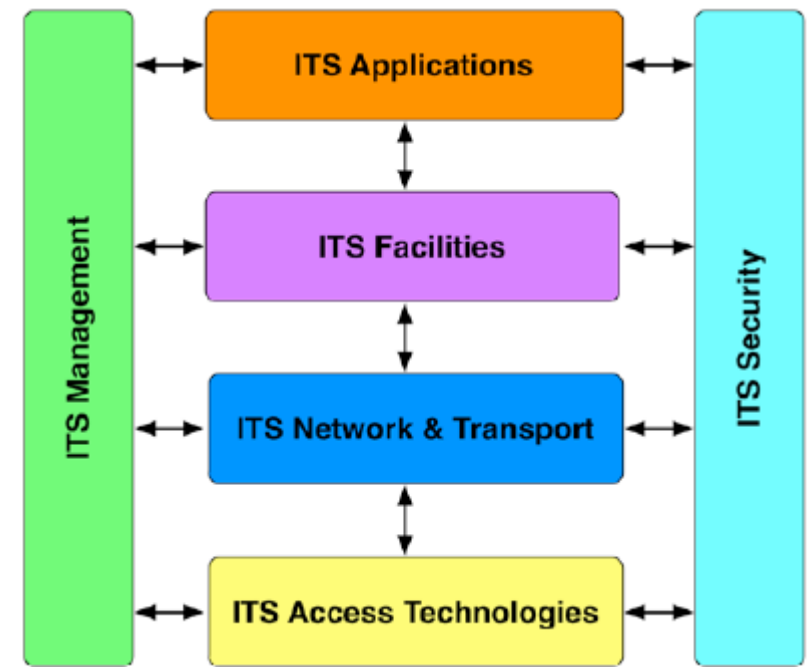 ITS Applications
ITS Facilities
ITS Management
ITS Security
ITS Network & Transport
ITS Access Technologies